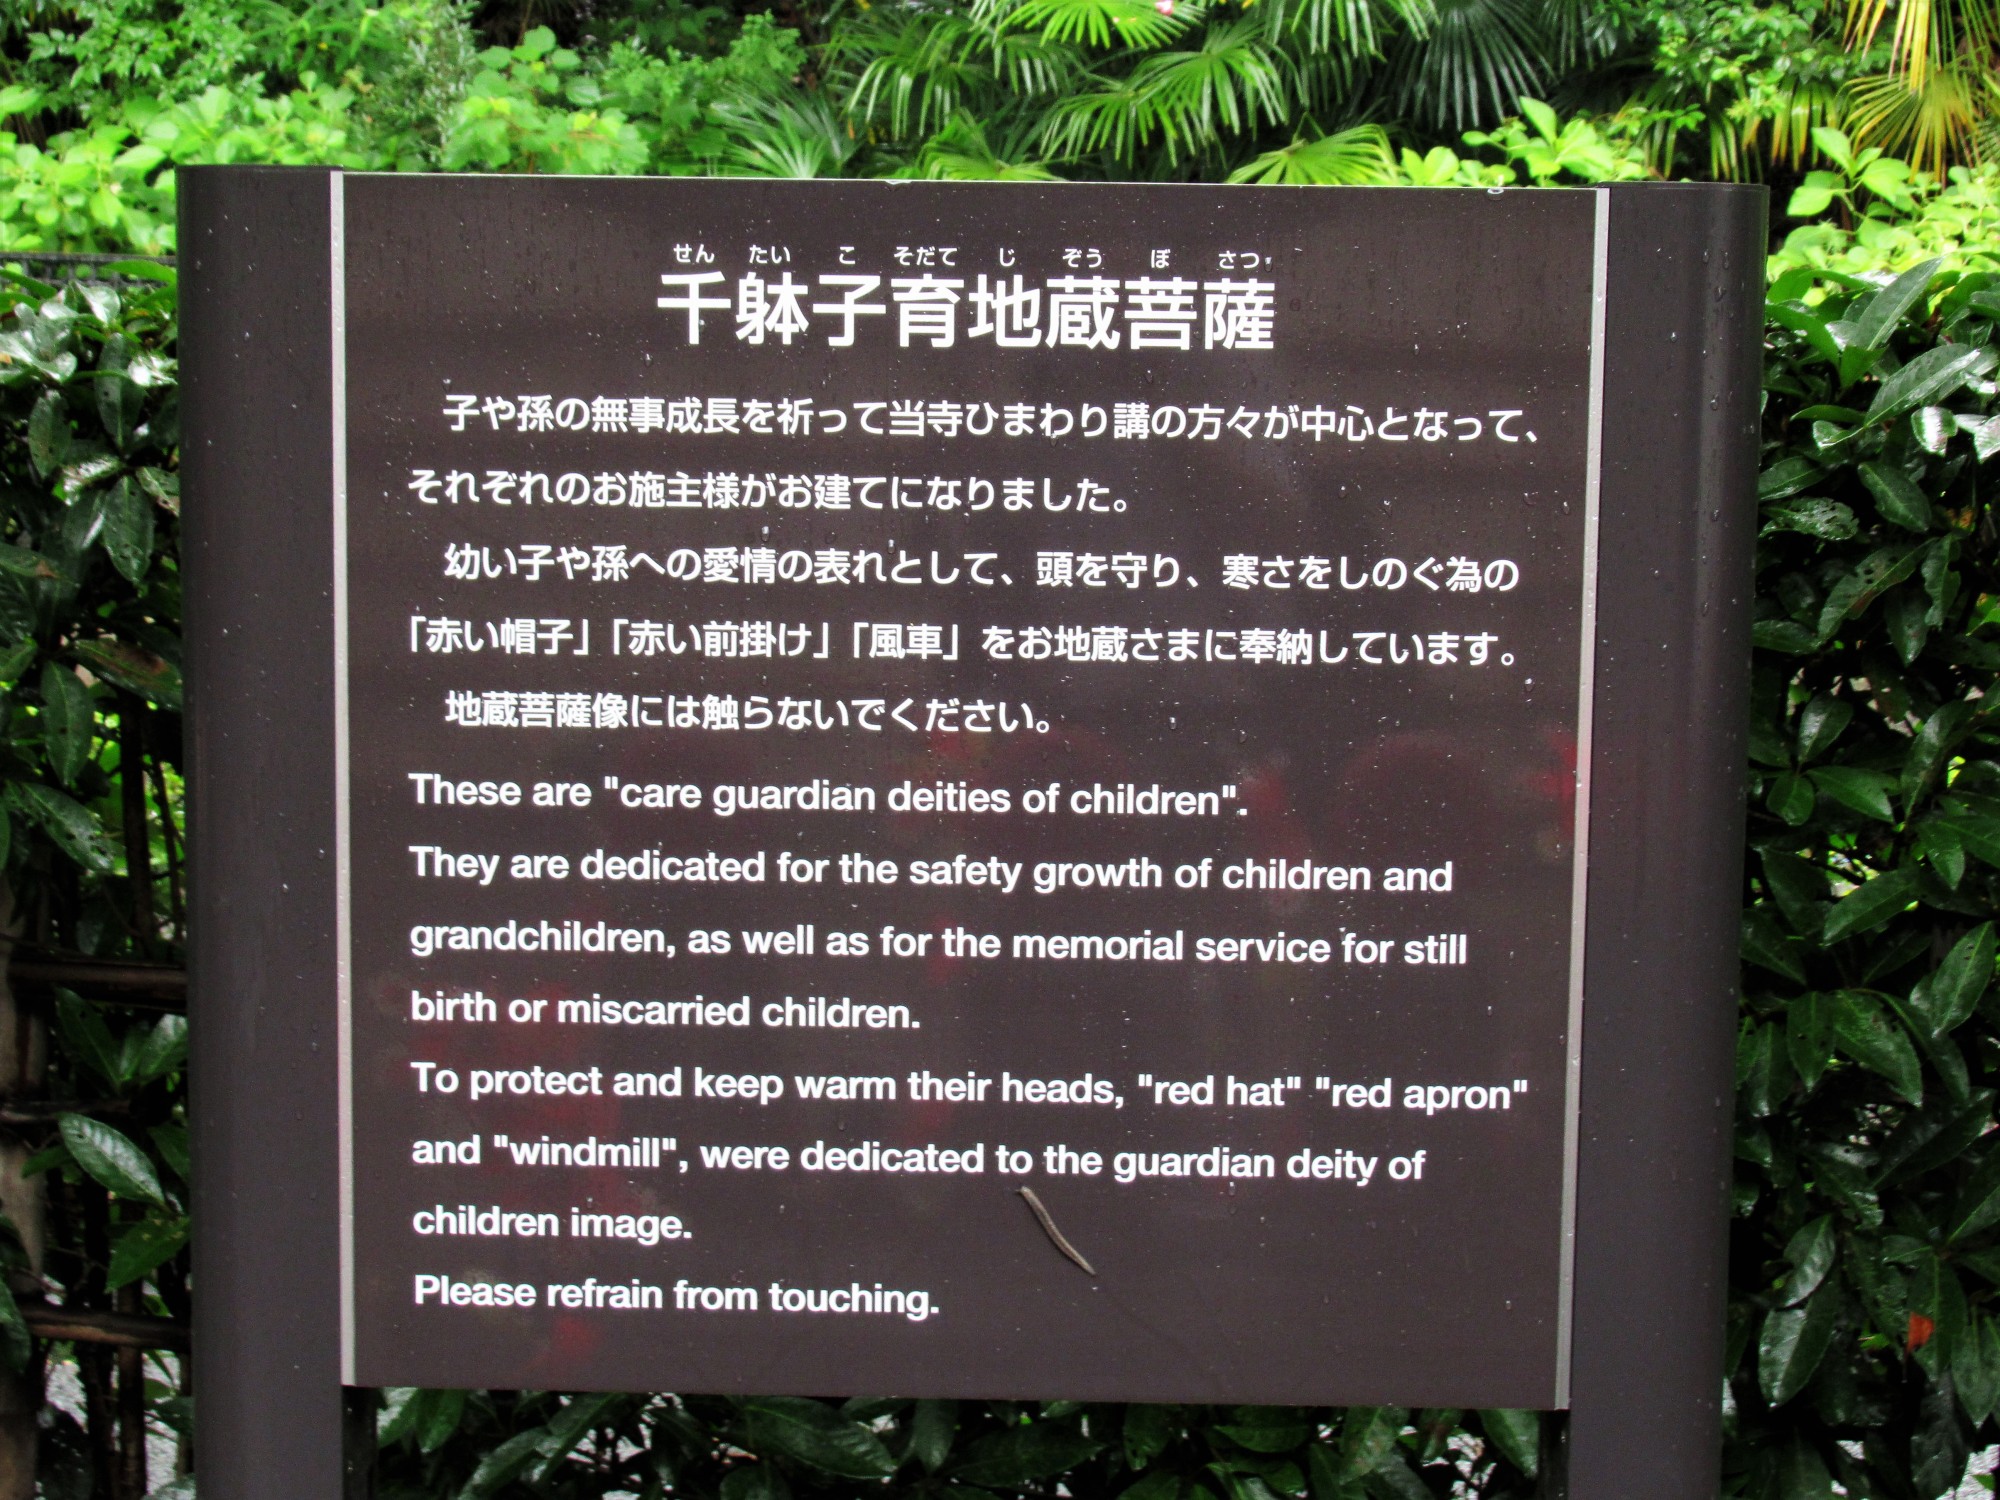 せん たい こ そだて じ ぞう ぼ さつ
千躰子育地蔵菩薩
子や孫の無事成長を祈って当寺ひまわり講の方々が中心となって、
それぞれのお施主様がお建てになりました。
幼い子や孫への愛情の表れとして、頭を守り、寒さをしのぐ為の
「赤い帽子」「赤い前掛け」「風車」をお地蔵さまに奉納しています。
地蔵菩薩像には触らないでください。
These are "care guardian deities of children".
They are dedicated for the safety growth of children and
grandchildren, as well as for the memorial service for still
birth or miscarried children.
To protect and keep warm their heads, "red hat" "red apron"
and "windmill", were dedicated to the guardian deity of
children image.
Please refrain from touching.